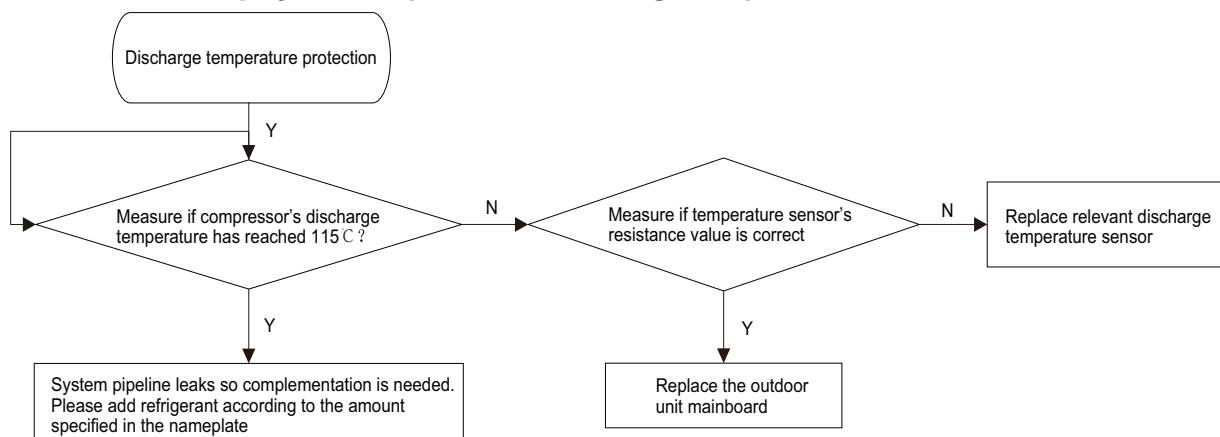 Discharge temperature protection
Y
Measure if compressor's discharge
temperature has reached 115℃?
N
Measure if temperature sensor's
resistance value is correct
N
Replace relevant discharge
temperature sensor
Y
System pipeline leaks so complementation is needed.
Please add refrigerant according to the amount
specified in the nameplate
Y
Replace the outdoor
unit mainboard